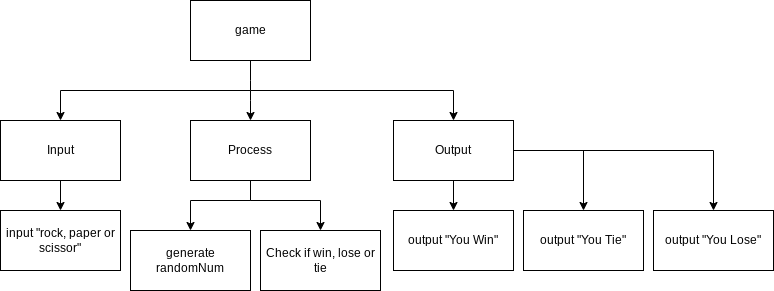 game
Input
Process
Output
input "rock, paper or
scissor"
generate
randomNum
Check if win, lose or
tie
output "You Win"
output "You Tie"
output "You Lose"